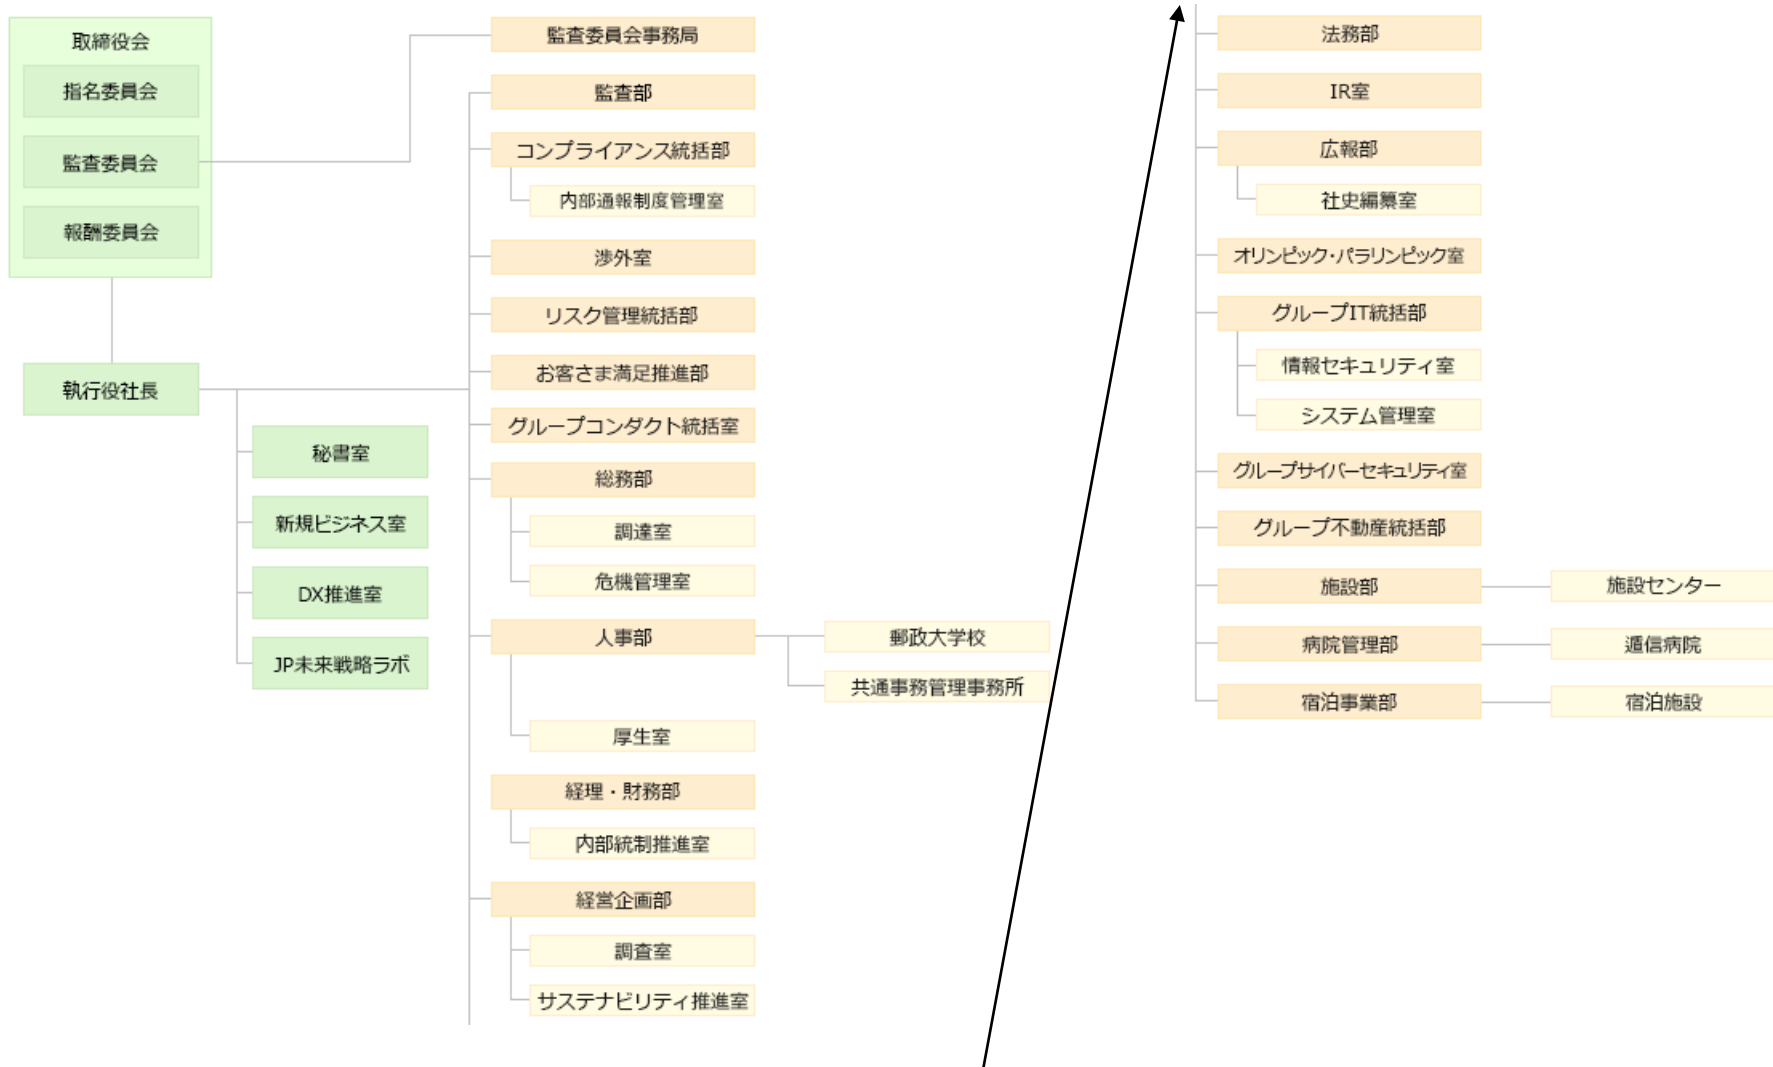 取締役会
指名委員会
監査委員会
報酬委員会
執行役社長
秘書室
新規ビジネス室
DX推進室
JP未来戦略ラボ
監査委員会事務局
監査部
コンプライアンス統括部
内部通報制度管理室
渉外室
リスク管理統括部
お客さま満足推進部
グループコンダクト統括室
総務部
調達室
危機管理室
人事部
郵政大学校
共通事務管理事務所
厚生室
経理・財務部
内部統制推進室
経営企画部
調査室
サステナビリティ推進室
法務部
IR室
広報部
社史編纂室
オリンピック・パラリンピック室
グループIT統括部
情報セキュリティ室
システム管理室
グループサイバーセキュリティ室
グループ不動産統括部
施設部
施設センター
病院管理部
逓信病院
宿泊事業部
宿泊施設